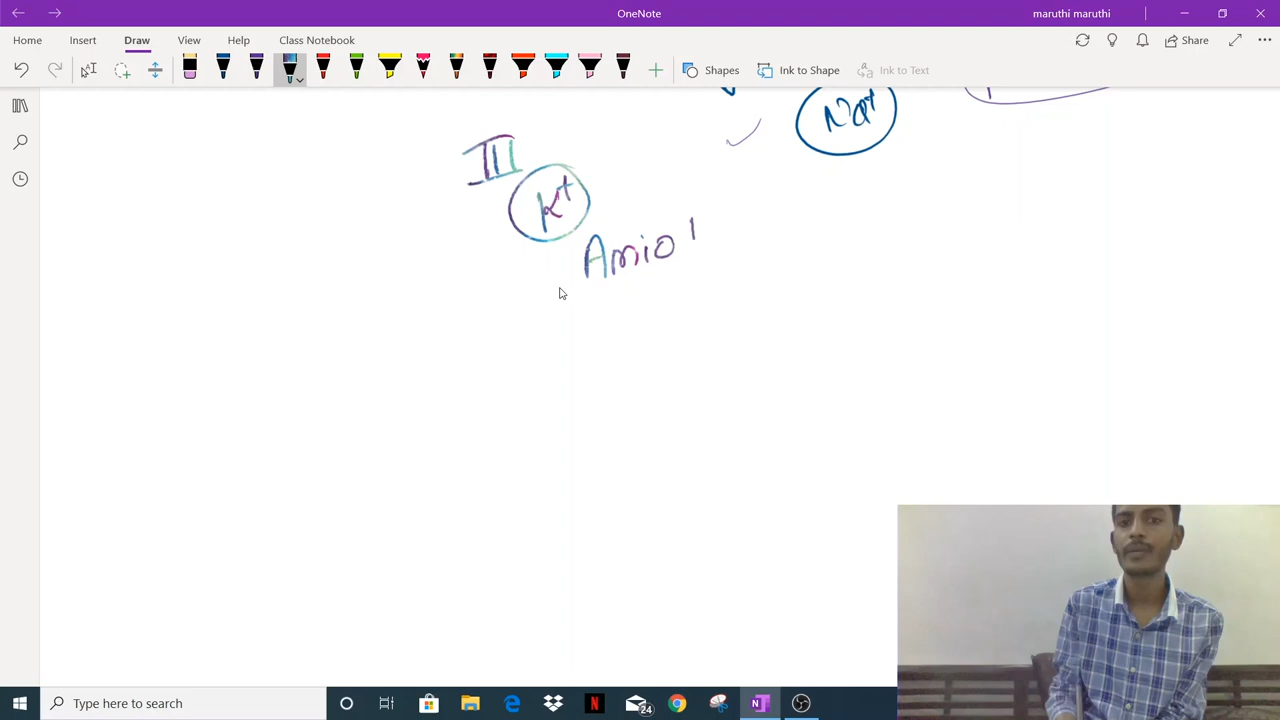 OneNote
maruthi maruthi
Home Insert Draw View Help Class Notebook
Share
Shapes Ink to Shape Ink to Text
Na+
III
K+
Amio
Type here to search
24